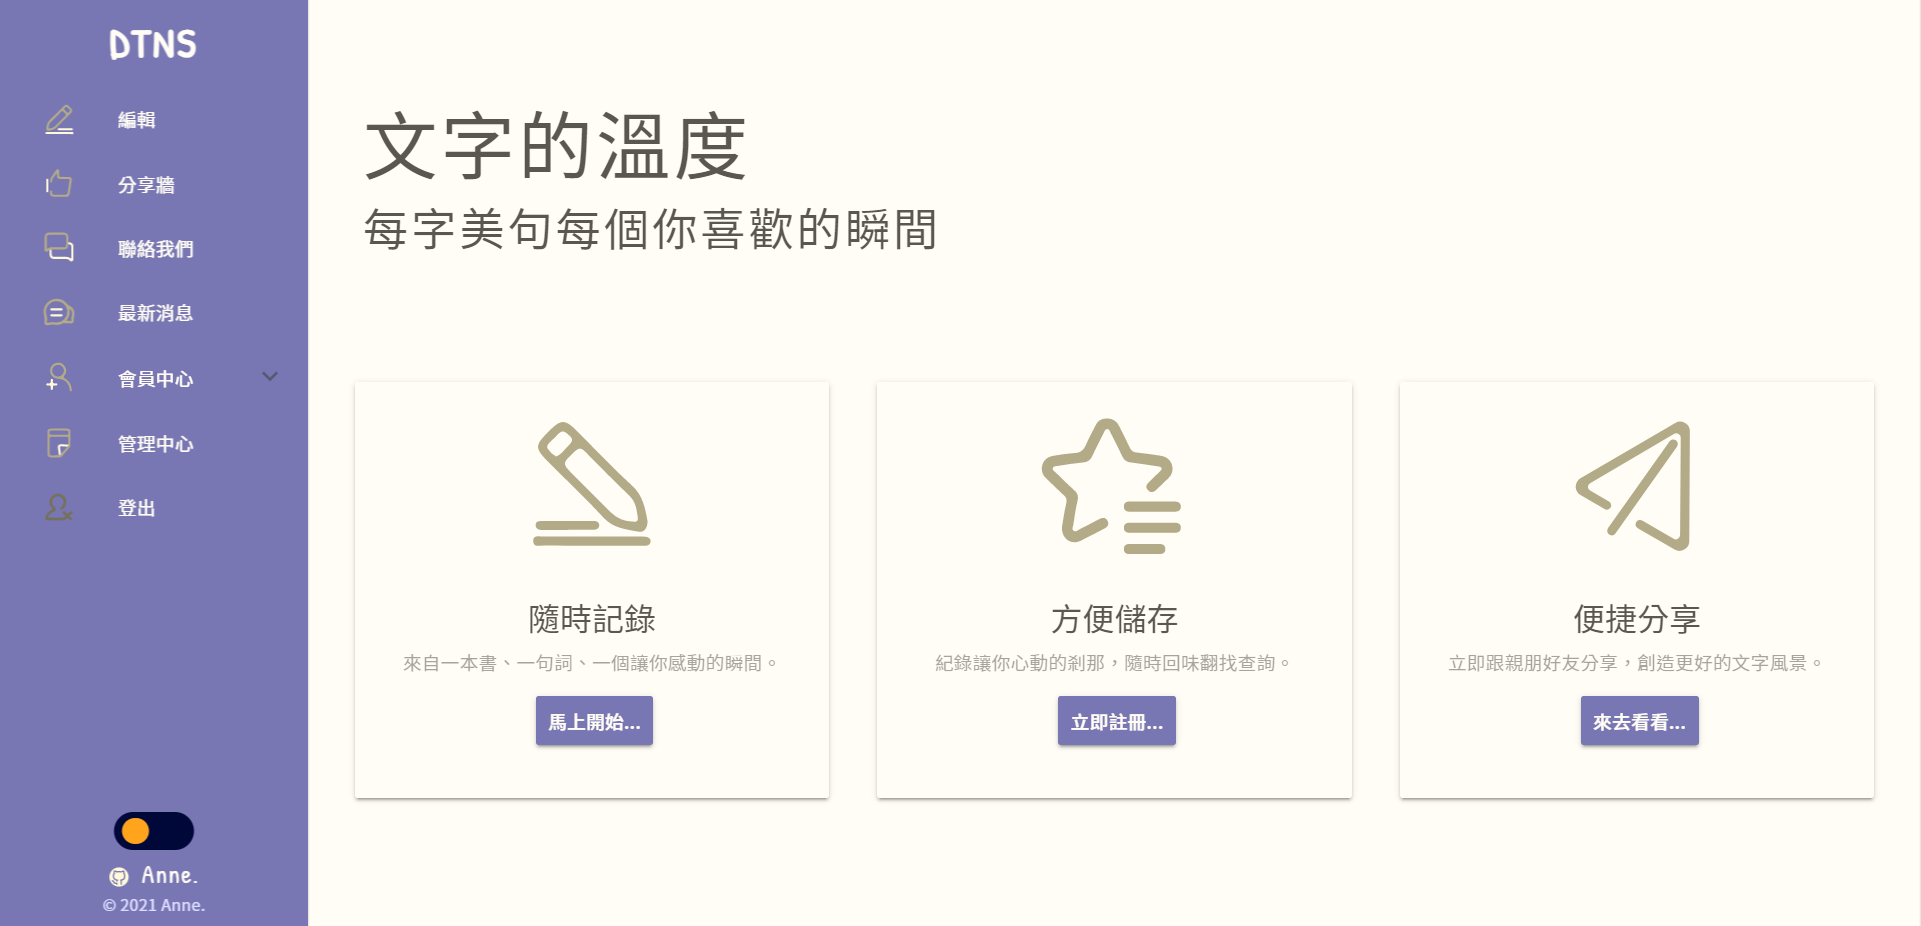 DTNS
編輯
分享牆
聯絡我們
最新消息
會員中心
管理中心
登出
Anne.
© 2021 Anne.
文字的溫度
每字美句每個你喜歡的瞬間
隨時記錄
來自一本書、一句詞、一個讓你感動的瞬間。
馬上開始...
方便儲存
紀錄讓你心動的剎那，隨時回味翻找查詢。
立即註冊...
便捷分享
立即跟親朋好友分享，創造更好的文字風景。
來去看看...